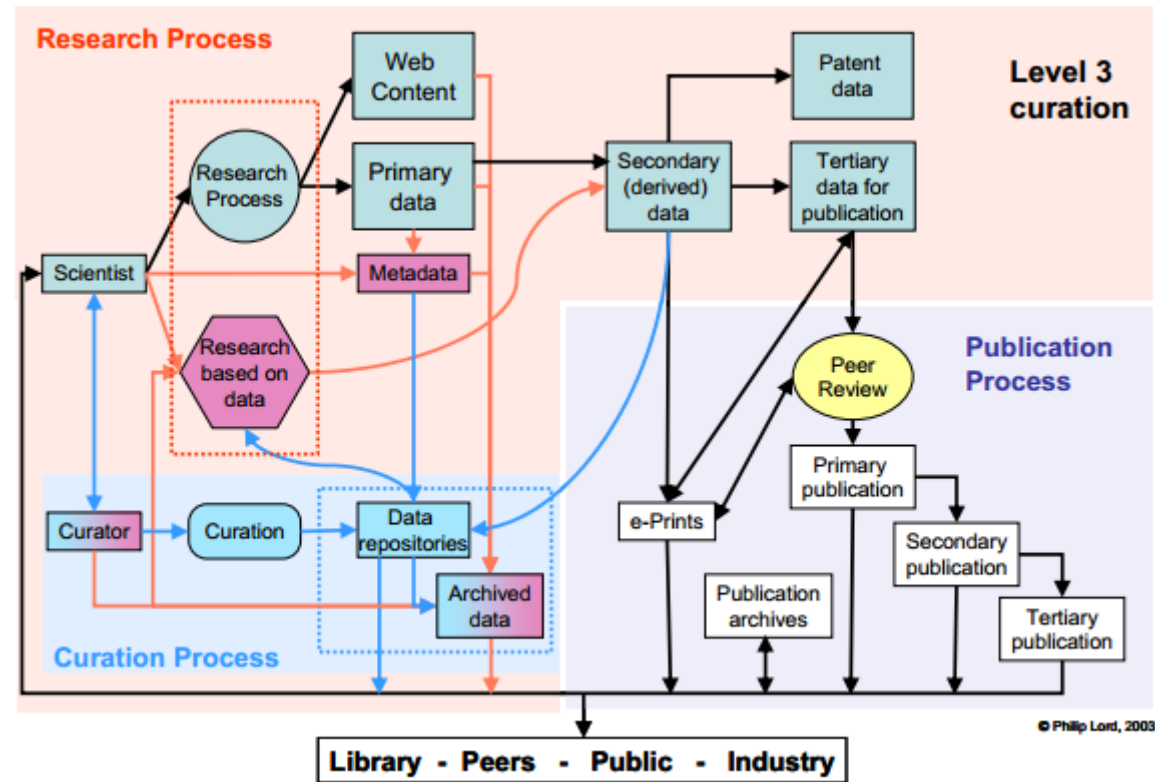 Research Process
Web
Content
Patent
data
Level 3
curation
Research
Process
Primary
data
Secondary
(derived)
data
Tertiary
data for
publication
Scientist
Metadata
Research
based on
data
Peer
Review
Publication
Process
Primary
publication
Curator
Curation
Data
repositories
e-Prints
Secondary
publication
Archived
data
Publication
archives
Tertiary
publication
Curation Process
© Philip Lord, 2003
Library - Peers - Public - Industry